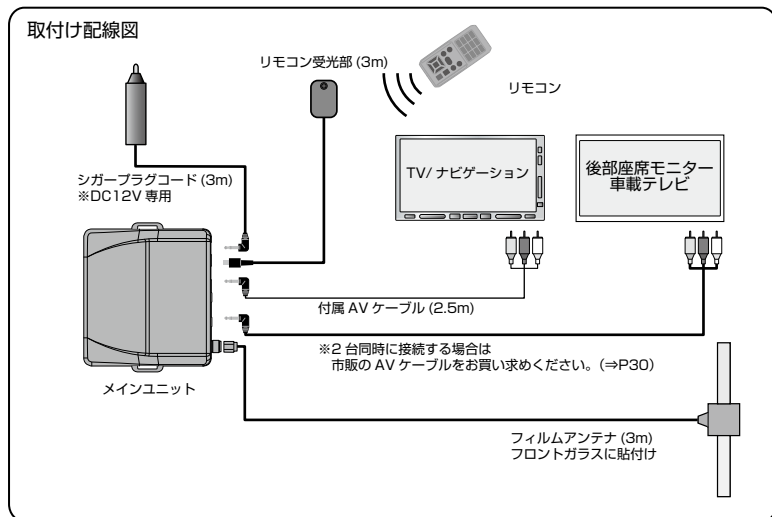 取付け配線図
リモコン受光部 (3m)
リモコン
TV/ ナビゲーション
後部座席モニター
車載テレビ
シガープラグコード (3m)
※DC12V 専用
付属 AV ケーブル (2.5m)
※2 台同時に接続する場合は
市販の AV ケーブルをお買い求めください。(⇒P30)
メインユニット
フィルムアンテナ (3m)
フロントガラスに貼付け